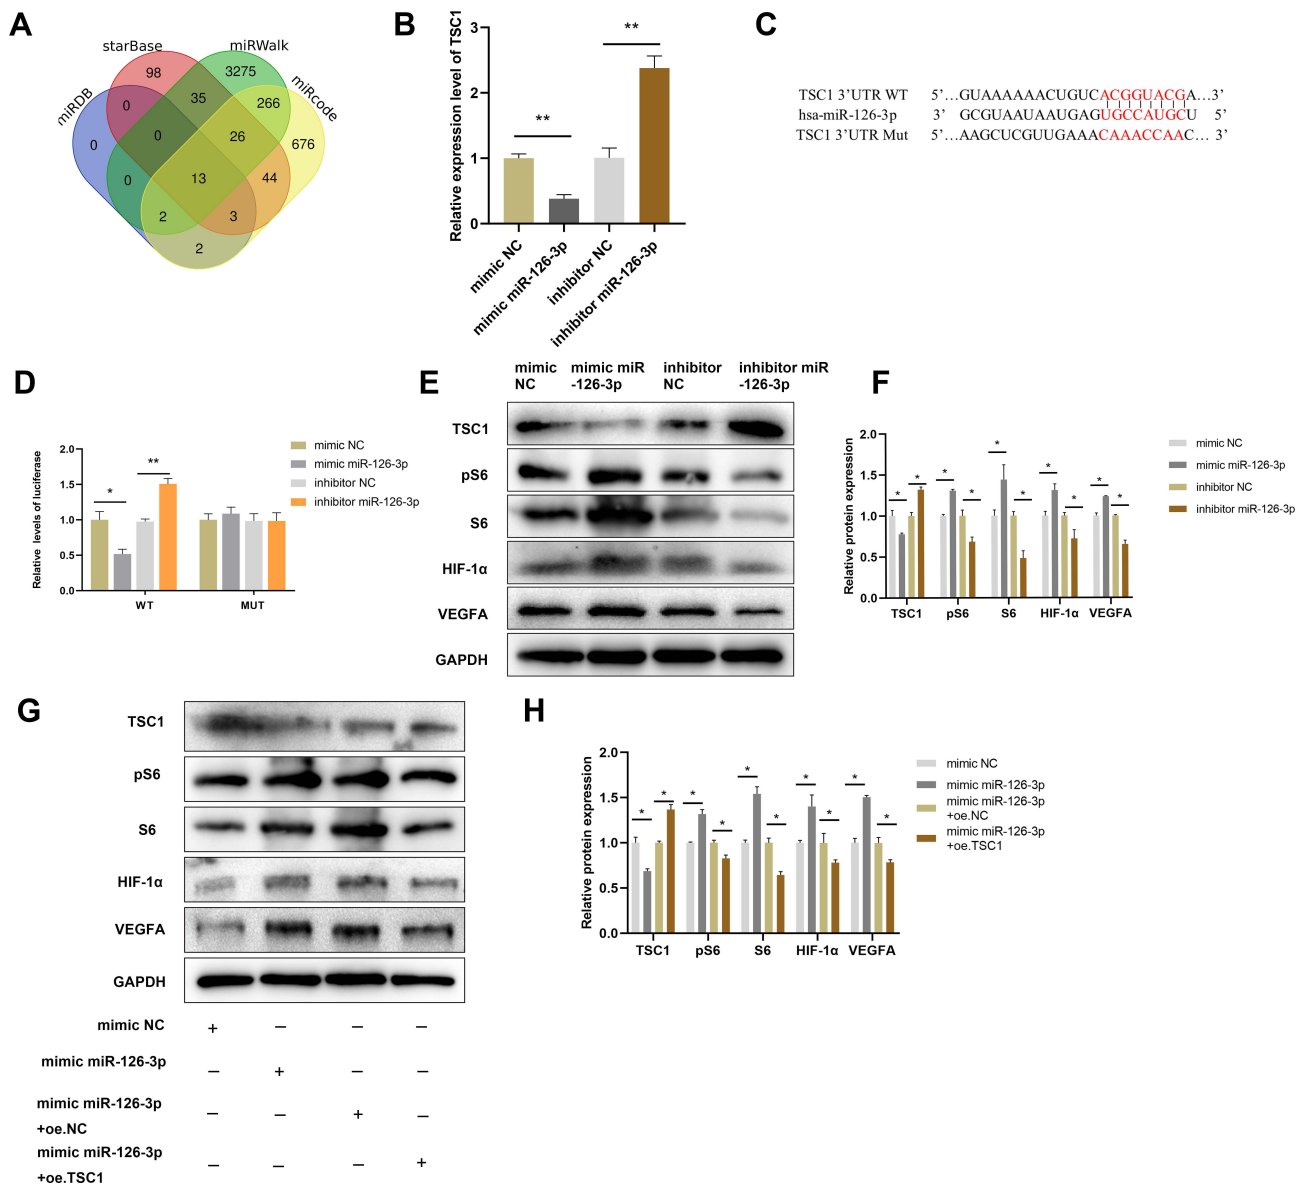 A
starBase
miRWalk
miRDB
miRcode
98
3275
0
35
266
0
0
26
676
0
13
44
2
3
2
B
Relative expression level of TSC1
3
2
1
0
**
**
mimic NC
mimic miR-126-3p
inhibitor NC
inhibitor miR-126-3p
C
TSC1 3’UTR WT 5’…GUAAAAAACUGUCACGGUACGA…3’
hsa-miR-126-3p 3’ GCGUAAUAAUGAGUGCCAUGCU 5’
TSC1 3’UTR Mut 5’…AAGCUCGUUGAAACAAACCAAC… 3’
D
Relative levels of luciferase
2.0
1.5
1.0
0.5
0.0
*
**
WT
MUT
mimic NC
mimic miR-126-3p
inhibitor NC
inhibitor miR-126-3p
E
mimic NC
mimic miR -126-3p
inhibitor NC
inhibitor miR -126-3p
TSC1
pS6
S6
HIF-1α
VEGFA
GAPDH
F
Relative protein expression
2.0
1.5
1.0
0.5
0.0
* * * * * * * * * *
TSC1 pS6 S6 HIF-1α VEGFA
mimic NC
mimic miR-126-3p
inhibitor NC
inhibitor miR-126-3p
G
TSC1
pS6
S6
HIF-1α
VEGFA
GAPDH
mimic NC + − − −
mimic miR-126-3p − + − −
mimic miR-126-3p
+oe.NC − − + −
mimic miR-126-3p
+oe.TSC1 − − − +
H
Relative protein expression
2.0
1.5
1.0
0.5
0.0
* * * * * * * * * *
TSC1 pS6 S6 HIF-1α VEGFA
mimic NC
mimic miR-126-3p
mimic miR-126-3p
+oe.NC
mimic miR-126-3p
+oe.TSC1